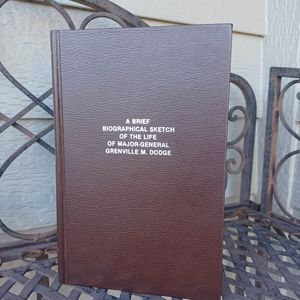 A BRIEF
BIOGRAPHICAL SKETCH
OF THE LIFE
OF MAJOR-GENERAL
GRENVILLE M. DODGE